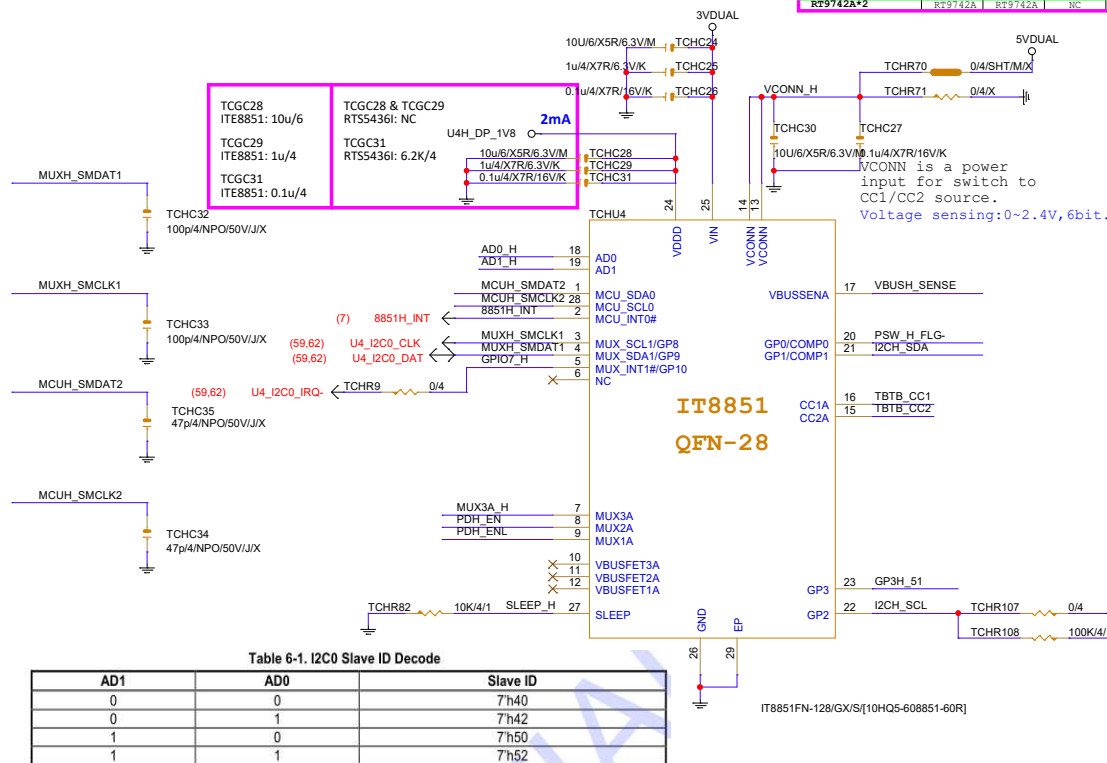 RT9742A*2 RT9742A RT9742A NC
3VDUAL
5VDUAL
10U/6/X5R/6.3V/M TCHC24
1u/4/X7R/6.3V/K TCHC25
0.1u/4/X7R/16V/K TCHC26
TCHR70 0/4/SHT/M/X
TCHR71 0/4/X
VCONN_H
TCGC28
ITE8851: 10u/6
TCGC29
ITE8851: 1u/4
TCGC31
ITE8851: 0.1u/4
TCGC28 & TCGC29
RTS5436I: NC
TCGC31
RTS5436I: 6.2K/4
2mA
U4H_DP_1V8
10u/6/X5R/6.3V/M TCHC28
1u/4/X7R/6.3V/K TCHC29
0.1u/4/X7R/16V/K TCHC31
TCHC30
10U/6/X5R/6.3V/M
TCHC27
0.1u/4/X7R/16V/K
VCONN is a power
input for switch to
CC1/CC2 source.
Voltage sensing:0~2.4V,6bit.
MUXH_SMDAT1
TCHC32
100p/4/NPO/50V/J/X
MUXH_SMCLK1
TCHC33
100p/4/NPO/50V/J/X
MCUH_SMDAT2
TCHC35
47p/4/NPO/50V/J/X
MCUH_SMCLK2
TCHC34
47p/4/NPO/50V/J/X
TCHU4
24 VDDD
25 VIN
14 VCONN
13 VCONN
AD0_H 18 AD0
AD1_H 19 AD1
MCUH_SMDAT2 1 MCU_SDA0
MCUH_SMCLK2 28 MCU_SCL0
(7) 8851H_INT 8851H_INT 2 MCU_INT0#
(59,62) U4_I2C0_CLK MUXH_SMCLK1 3 MUX_SCL1/GP8
(59,62) U4_I2C0_DAT MUXH_SMDAT1 4 MUX_SDA1/GP9
GPIO7_H 5 MUX_INT1#/GP10
6 NC
(59,62) U4_I2C0_IRQ- TCHR9 0/4
IT8851
QFN-28
VBUSSENA 17 VBUSH_SENSE
GP0/COMP0 20 PSW_H_FLG-
GP1/COMP1 21 I2CH_SDA
CC1A 16 TBTB_CC1
CC2A 15 TBTB_CC2
MUX3A_H 7 MUX3A
PDH_EN 8 MUX2A
PDH_ENL 9 MUX1A
10 VBUSFET3A
11 VBUSFET2A
12 VBUSFET1A
TCHR82 10K/4/1 SLEEP_H 27 SLEEP
GP3 23 GP3H_51
GP2 22 I2CH_SCL
TCHR107 0/4
TCHR108 100K/4/
GND 26
EP 29
IT8851FN-128/GX/S/[10HQ5-608851-60R]
Table 6-1. I2C0 Slave ID Decode
AD1 AD0 Slave ID
0 0 7'h40
0 1 7'h42
1 0 7'h50
1 1 7'h52